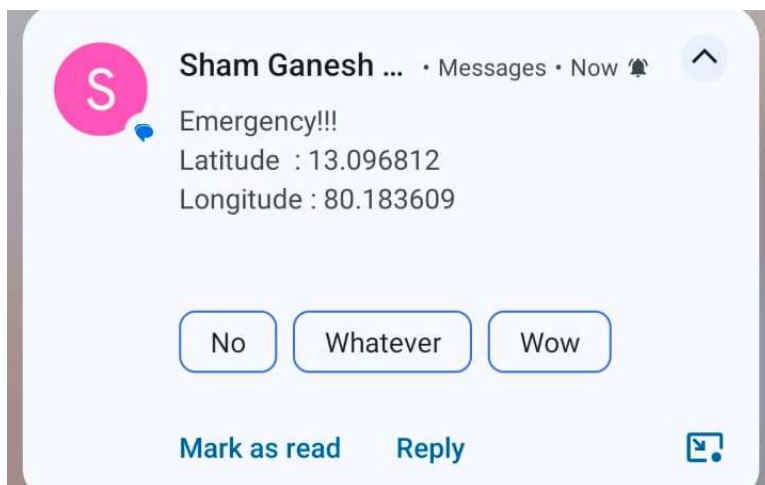 S
Sham Ganesh ... • Messages • Now
Emergency!!!
Latitude : 13.096812
Longitude : 80.183609
No Whatever Wow
Mark as read Reply